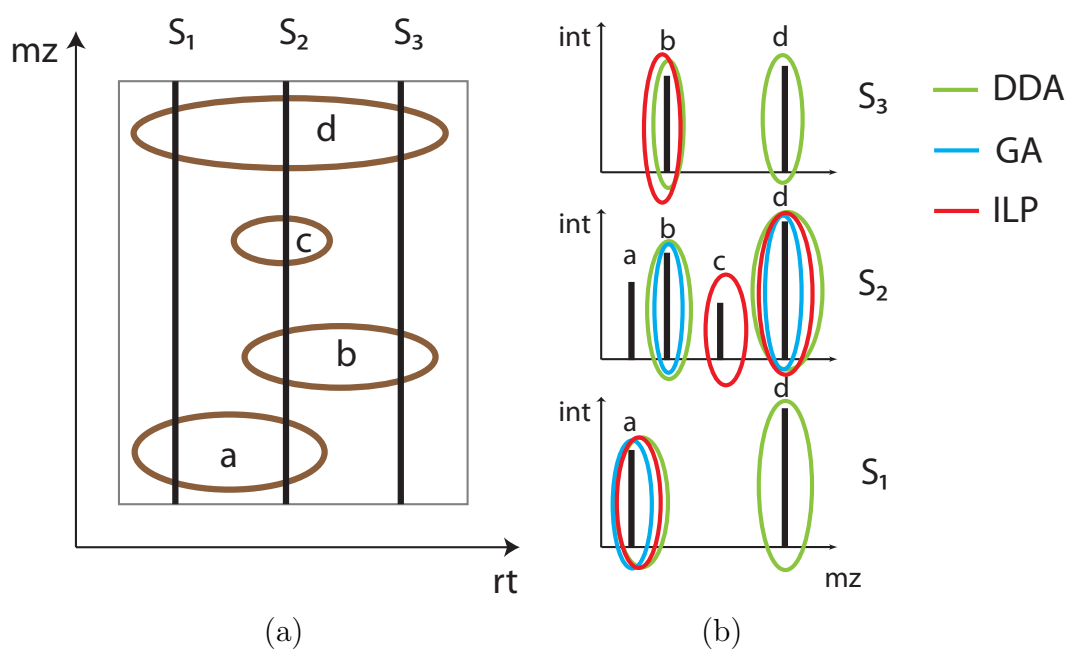 mz
S₁ S₂ S₃
d
c
b
a
rt
(a)
int
b
d
S₃
int
a
b
c
d
S₂
int
a
d
S₁
mz
(b)
DDA
GA
ILP